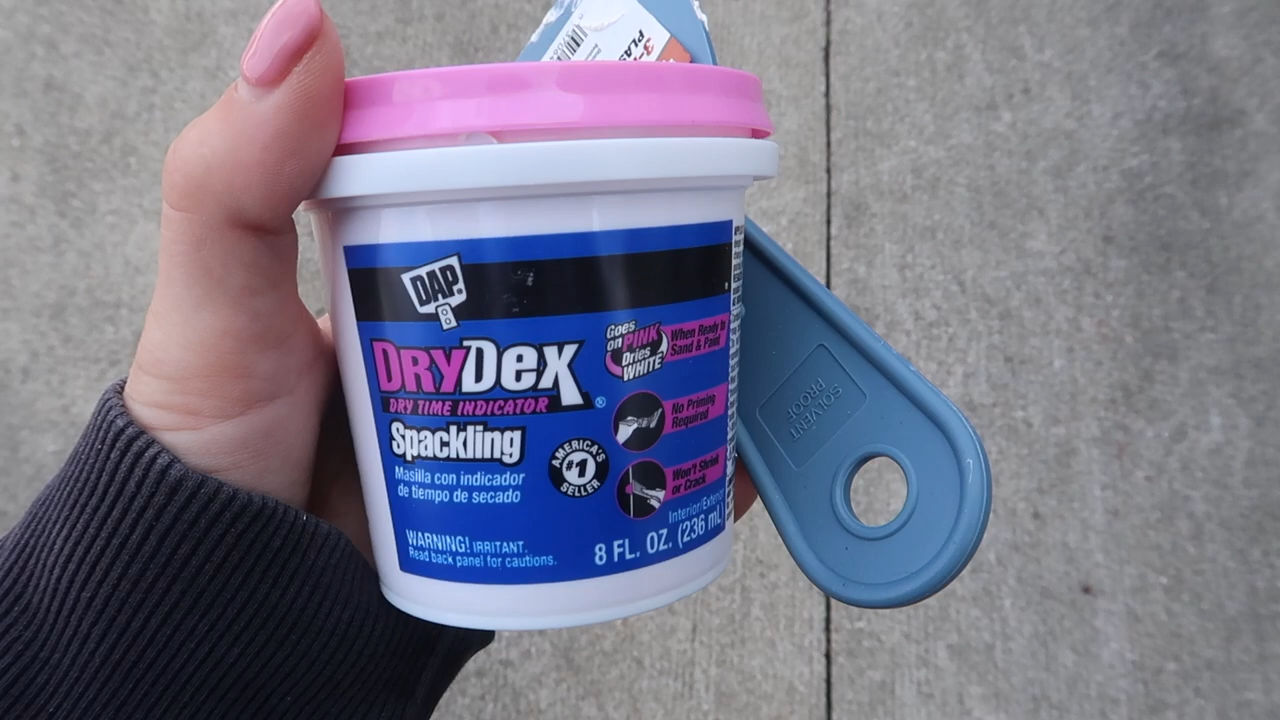 3-
PLAS
DAP®
DRYDex®
DRY TIME INDICATOR
Spackling
Masilla con indicador
de tiempo de secado
WARNING! IRRITANT.
Read back panel for cautions.
AMERICA'S
#1
SELLER
Goes
on PINK
Dries
WHITE
When Ready to
Sand & Paint
No Priming
Required
Won't Shrink
or Crack
Interior/Exterior
8 FL. OZ. (236 mL)
SOLVENT
PROOF